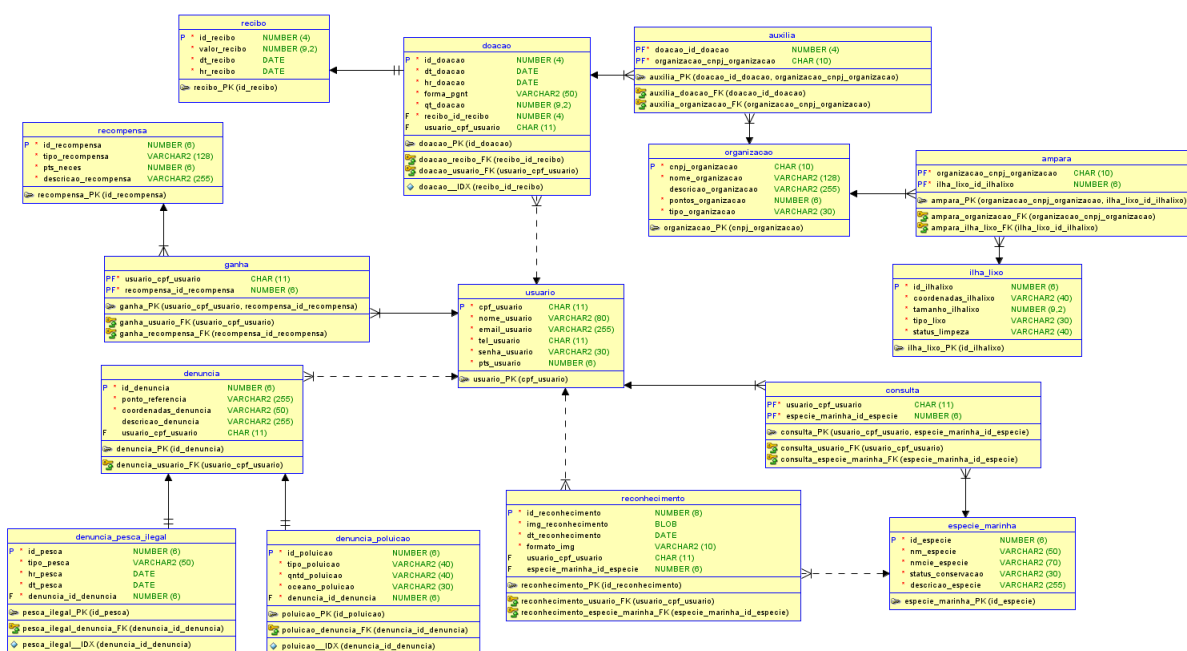 recibo
P * id_recibo NUMBER (4)
* valor_recibo NUMBER (9,2)
* dt_recibo DATE
* hr_recibo DATE
recibo_PK (id_recibo)
doacao
P * id_doacao NUMBER (4)
* dt_doacao DATE
* hr_doacao DATE
* forma_pgnt VARCHAR2 (50)
* qt_doacao NUMBER (9,2)
F * recibo_id_recibo NUMBER (4)
F usuario_cpf_usuario CHAR (11)
doacao_PK (id_doacao)
doacao_recibo_FK (recibo_id_recibo)
doacao_usuario_FK (usuario_cpf_usuario)
doacao__IDX (recibo_id_recibo)
auxilia
PF* doacao_id_doacao NUMBER (4)
PF* organizacao_cnpj_organizacao CHAR (10)
auxilia_PK (doacao_id_doacao, organizacao_cnpj_organizacao)
auxilia_doacao_FK (doacao_id_doacao)
auxilia_organizacao_FK (organizacao_cnpj_organizacao)
recompensa
P * id_recompensa NUMBER (6)
* tipo_recompensa VARCHAR2 (128)
* pts_neces NUMBER (6)
* descricao_recompensa VARCHAR2 (255)
recompensa_PK (id_recompensa)
organizacao
P * cnpj_organizacao CHAR (10)
* nome_organizacao VARCHAR2 (128)
descricao_organizacao VARCHAR2 (255)
* pontos_organizacao NUMBER (6)
* tipo_organizacao VARCHAR2 (30)
organizacao_PK (cnpj_organizacao)
ampara
PF* organizacao_cnpj_organizacao CHAR (10)
PF* ilha_lixo_id_ilhalixo NUMBER (6)
ampara_PK (organizacao_cnpj_organizacao, ilha_lixo_id_ilhalixo)
ampara_organizacao_FK (organizacao_cnpj_organizacao)
ampara_ilha_lixo_FK (ilha_lixo_id_ilhalixo)
ganha
PF* usuario_cpf_usuario CHAR (11)
PF* recompensa_id_recompensa NUMBER (6)
ganha_PK (usuario_cpf_usuario, recompensa_id_recompensa)
ganha_usuario_FK (usuario_cpf_usuario)
ganha_recompensa_FK (recompensa_id_recompensa)
ilha_lixo
P * id_ilhalixo NUMBER (6)
* coordenadas_ilhalixo VARCHAR2 (40)
* tamanho_ilhalixo NUMBER (9,2)
* tipo_lixo VARCHAR2 (30)
* status_limpeza VARCHAR2 (40)
ilha_lixo_PK (id_ilhalixo)
usuario
P * cpf_usuario CHAR (11)
* nome_usuario VARCHAR2 (80)
* email_usuario VARCHAR2 (255)
* tel_usuario CHAR (11)
* senha_usuario VARCHAR2 (30)
* pts_usuario NUMBER (6)
usuario_PK (cpf_usuario)
denuncia
P * id_denuncia NUMBER (6)
* ponto_referencia VARCHAR2 (255)
* coordenadas_denuncia VARCHAR2 (50)
descricao_denuncia VARCHAR2 (255)
F usuario_cpf_usuario CHAR (11)
denuncia_PK (id_denuncia)
denuncia_usuario_FK (usuario_cpf_usuario)
consulta
PF* usuario_cpf_usuario CHAR (11)
PF* especie_marinha_id_especie NUMBER (6)
consulta_PK (usuario_cpf_usuario, especie_marinha_id_especie)
consulta_usuario_FK (usuario_cpf_usuario)
consulta_especie_marinha_FK (especie_marinha_id_especie)
reconhecimento
P * id_reconhecimento NUMBER (8)
* img_reconhecimento BLOB
* dt_reconhecimento DATE
* formato_img VARCHAR2 (10)
F usuario_cpf_usuario CHAR (11)
F especie_marinha_id_especie NUMBER (6)
reconhecimento_PK (id_reconhecimento)
reconhecimento_usuario_FK (usuario_cpf_usuario)
reconhecimento_especie_marinha_FK (especie_marinha_id_especie)
especie_marinha
P * id_especie NUMBER (6)
* nm_especie VARCHAR2 (50)
* nmcie_especie VARCHAR2 (70)
* status_conservacao VARCHAR2 (30)
* descricao_especie VARCHAR2 (255)
especie_marinha_PK (id_especie)
denuncia_pesca_ilegal
P * id_pesca NUMBER (6)
* tipo_pesca VARCHAR2 (50)
* hr_pesca DATE
* dt_pesca DATE
F * denuncia_id_denuncia NUMBER (6)
pesca_ilegal_PK (id_pesca)
pesca_ilegal_denuncia_FK (denuncia_id_denuncia)
pesca_ilegal__IDX (denuncia_id_denuncia)
denuncia_poluicao
P * id_poluicao NUMBER (6)
* tipo_poluicao VARCHAR2 (40)
* qntd_poluicao VARCHAR2 (40)
* oceano_poluicao VARCHAR2 (30)
F * denuncia_id_denuncia NUMBER (6)
poluicao_PK (id_poluicao)
poluicao_denuncia_FK (denuncia_id_denuncia)
poluicao__IDX (denuncia_id_denuncia)